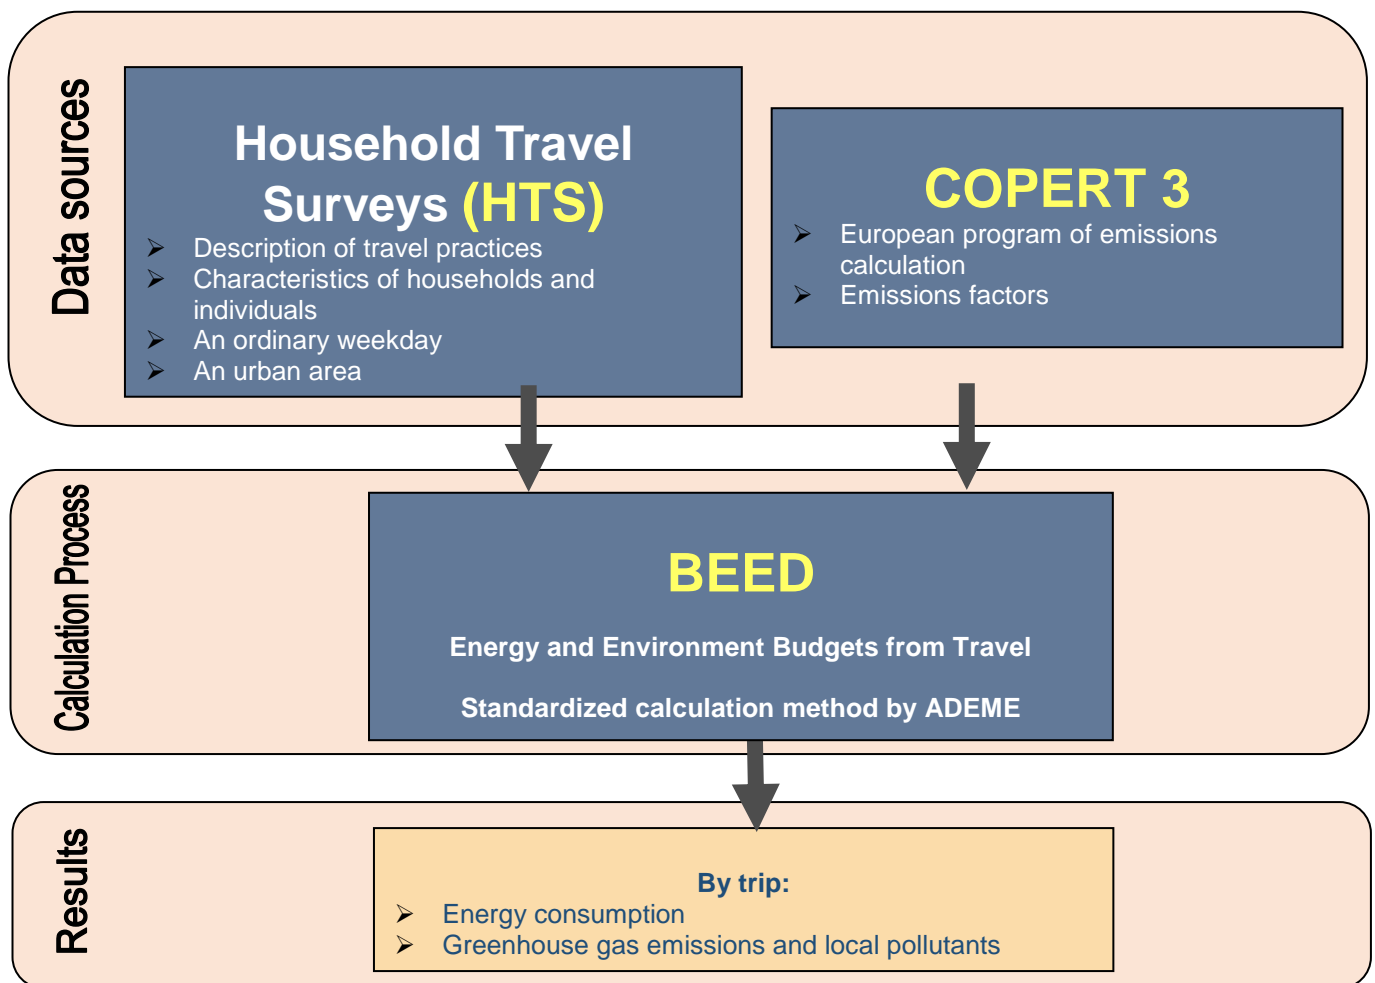 Data sources
Household Travel
Surveys (HTS)
➢ Description of travel practices
➢ Characteristics of households and
individuals
➢ An ordinary weekday
➢ An urban area
COPERT 3
➢ European program of emissions
calculation
➢ Emissions factors
Calculation Process
BEED
Energy and Environment Budgets from Travel
Standardized calculation method by ADEME
Results
By trip:
➢ Energy consumption
➢ Greenhouse gas emissions and local pollutants